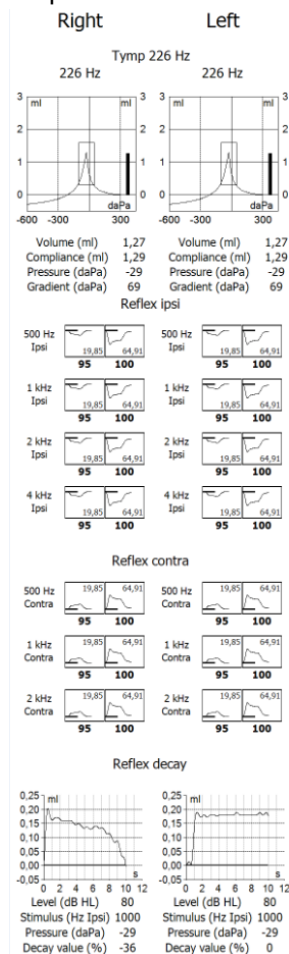 Right Left
Tymp 226 Hz
226 Hz 226 Hz
3 ml ml 3 ml ml 3
2 2 2
1 1 1
0 0 0
daPa daPa
-600 -300 0 300 -600 -300 0 300
Volume (ml) 1,27 Volume (ml) 1,27
Compliance (ml) 1,29 Compliance (ml) 1,29
Pressure (daPa) -29 Pressure (daPa) -29
Gradient (daPa) 69 Gradient (daPa) 69
Reflex ipsi
500 Hz Ipsi 19,85 64,91 500 Hz Ipsi 19,85 64,91
95 100 95 100
1 kHz Ipsi 19,85 64,91 1 kHz Ipsi 19,85 64,91
95 100 95 100
2 kHz Ipsi 19,85 64,91 2 kHz Ipsi 19,85 64,91
95 100 95 100
4 kHz Ipsi 19,85 64,91 4 kHz Ipsi 19,85 64,91
95 100 95 100
Reflex contra
500 Hz Contra 19,85 64,91 500 Hz Contra 19,85 64,91
95 100 95 100
1 kHz Contra 19,85 64,91 1 kHz Contra 19,85 64,91
95 100 95 100
2 kHz Contra 19,85 64,91 2 kHz Contra 19,85 64,91
95 100 95 100
Reflex decay
0,25 ml 0,25 ml
0,20 0,20
0,15 0,15
0,10 0,10
0,05 0,05
0,00 0,00
-0,05 s -0,05 s
0 2 4 6 8 10 12 0 2 4 6 8 10 12
Level (dB HL) 80 Level (dB HL) 80
Stimulus (Hz Ipsi) 1000 Stimulus (Hz Ipsi) 1000
Pressure (daPa) -29 Pressure (daPa) -29
Decay value (%) -36 Decay value (%) 0